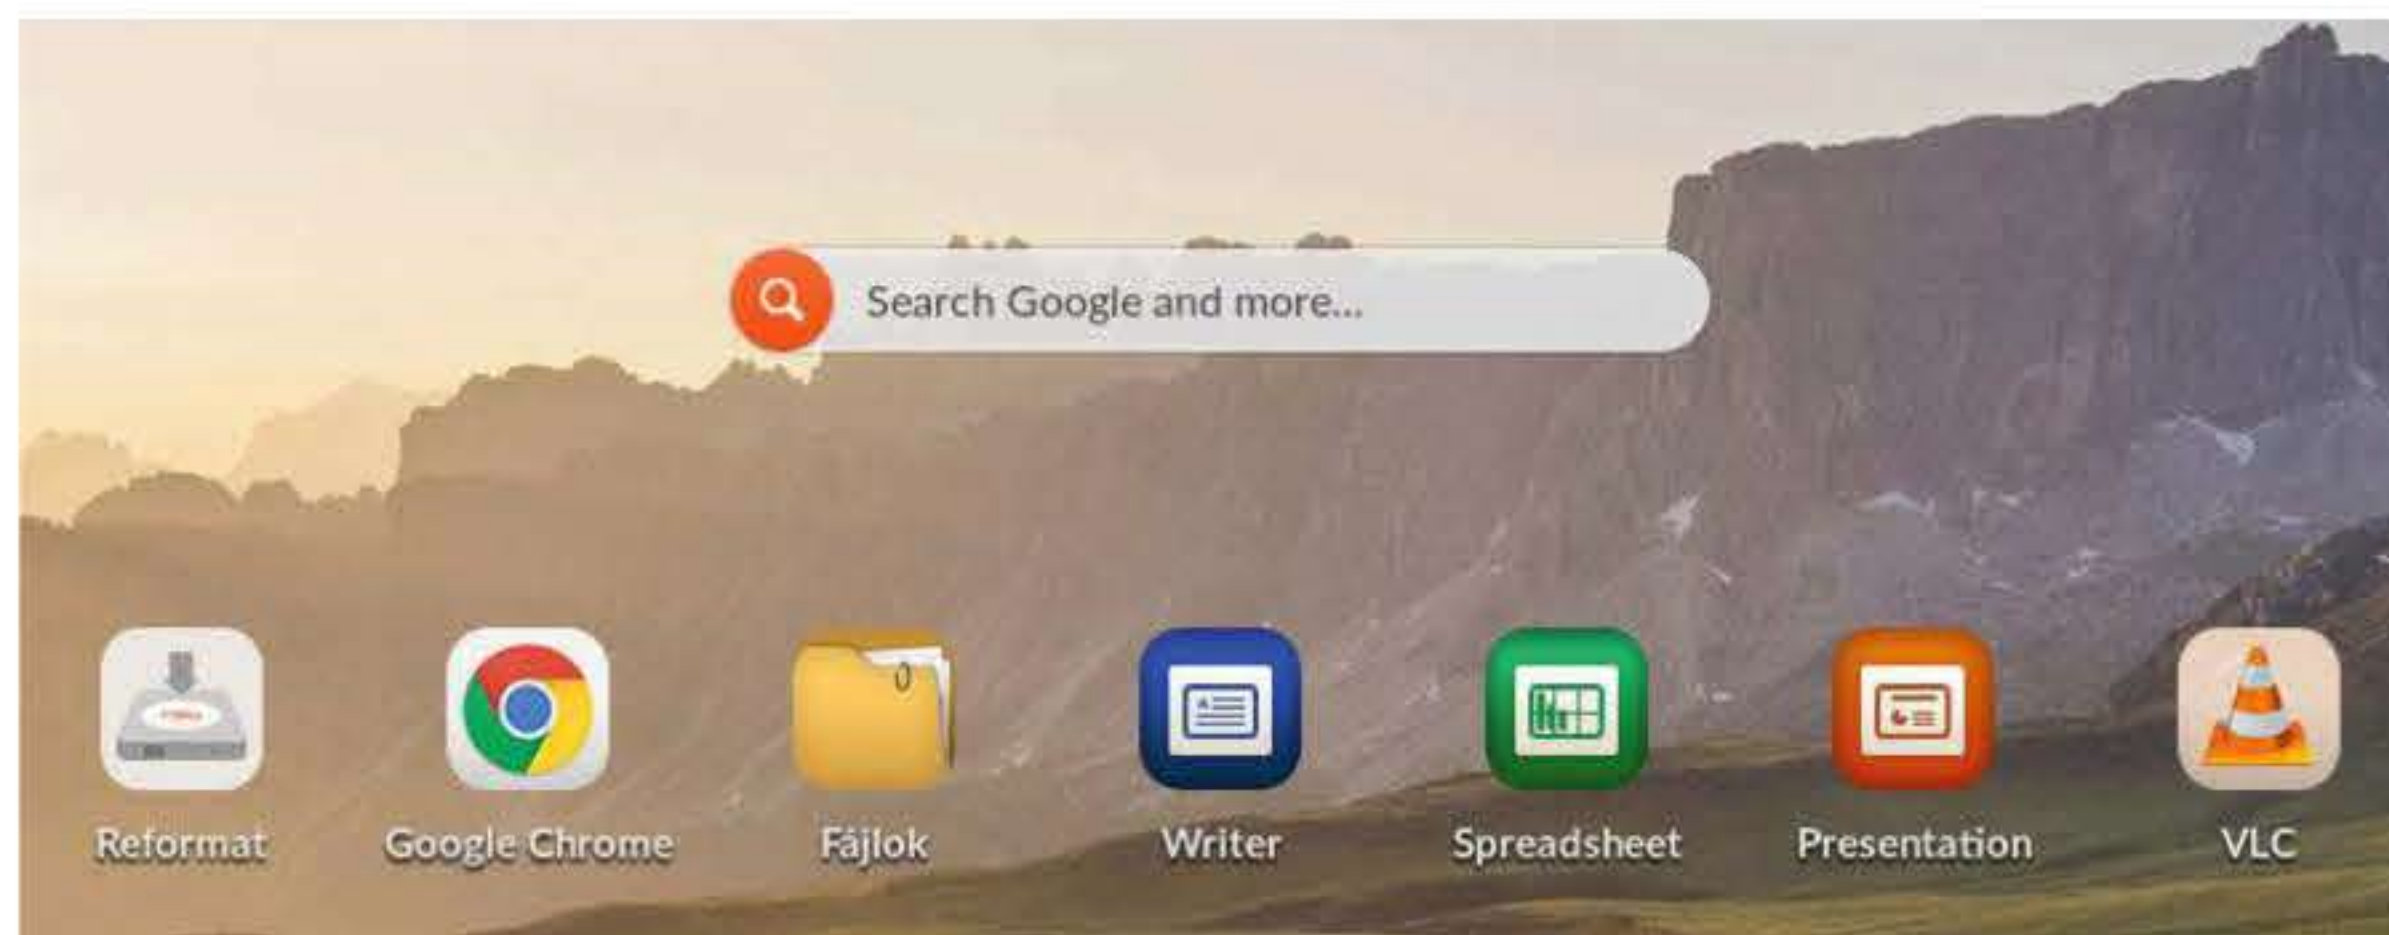 Search Google and more...
Reformat
Google Chrome
Fájlok
Writer
Spreadsheet
Presentation
VLC